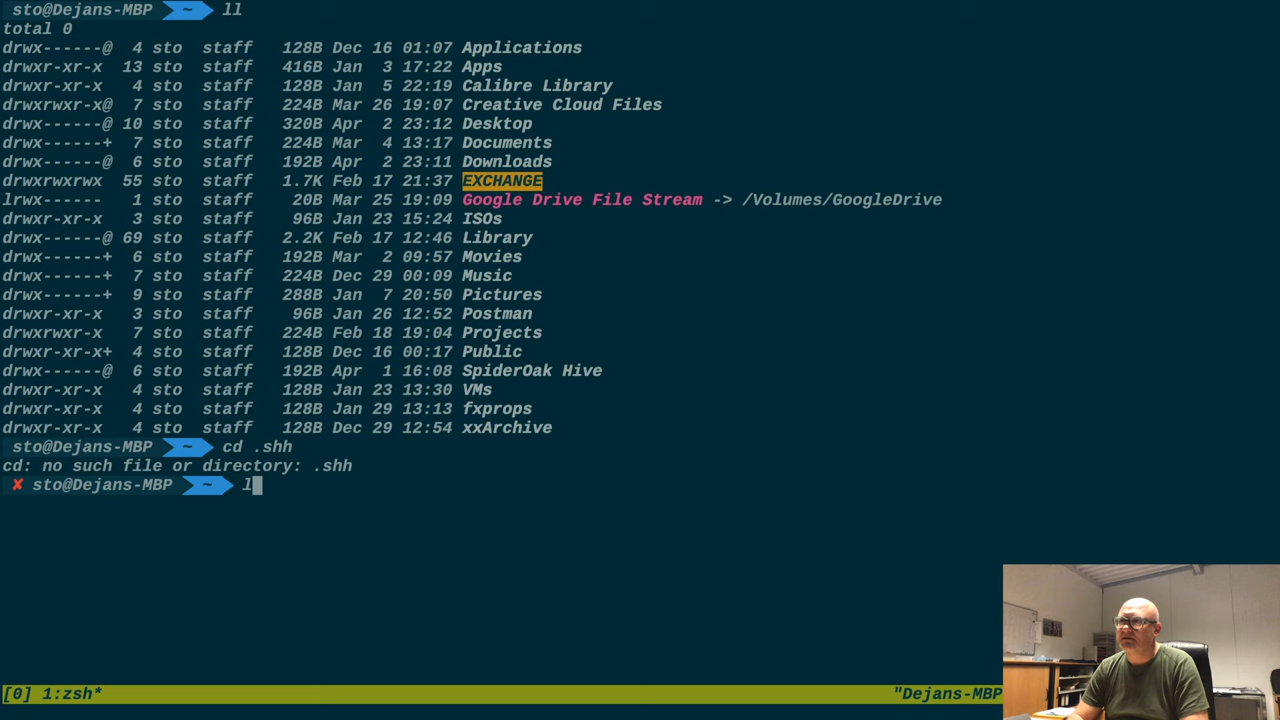 sto@Dejans-MBP ~ ll
total 0
drwx------@ 4 sto staff 128B Dec 16 01:07 Applications
drwxr-xr-x 13 sto staff 416B Jan 3 17:22 Apps
drwxr-xr-x 4 sto staff 128B Jan 5 22:19 Calibre Library
drwxrwxr-x@ 7 sto staff 224B Mar 26 19:07 Creative Cloud Files
drwx------@ 10 sto staff 320B Apr 2 23:12 Desktop
drwx------+ 7 sto staff 224B Mar 4 13:17 Documents
drwx------@ 6 sto staff 192B Apr 2 23:11 Downloads
drwxrwxrwx 55 sto staff 1.7K Feb 17 21:37 EXCHANGE
lrwx------ 1 sto staff 20B Mar 25 19:09 Google Drive File Stream -> /Volumes/GoogleDrive
drwxr-xr-x 3 sto staff 96B Jan 23 15:24 ISOs
drwx------@ 69 sto staff 2.2K Feb 17 12:46 Library
drwx------+ 6 sto staff 192B Mar 2 09:57 Movies
drwx------+ 7 sto staff 224B Dec 29 00:09 Music
drwx------+ 9 sto staff 288B Jan 7 20:50 Pictures
drwxr-xr-x 3 sto staff 96B Jan 26 12:52 Postman
drwxrwxr-x 7 sto staff 224B Feb 18 19:04 Projects
drwxr-xr-x+ 4 sto staff 128B Dec 16 00:17 Public
drwx------@ 6 sto staff 192B Apr 1 16:08 SpiderOak Hive
drwxr-xr-x 4 sto staff 128B Jan 23 13:30 VMs
drwxr-xr-x 4 sto staff 128B Jan 29 13:13 fxprops
drwxr-xr-x 4 sto staff 128B Dec 29 12:54 xxArchive
sto@Dejans-MBP ~ cd .shh
cd: no such file or directory: .shh
✘ sto@Dejans-MBP ~ l
[0] 1:zsh* "Dejans-MBP